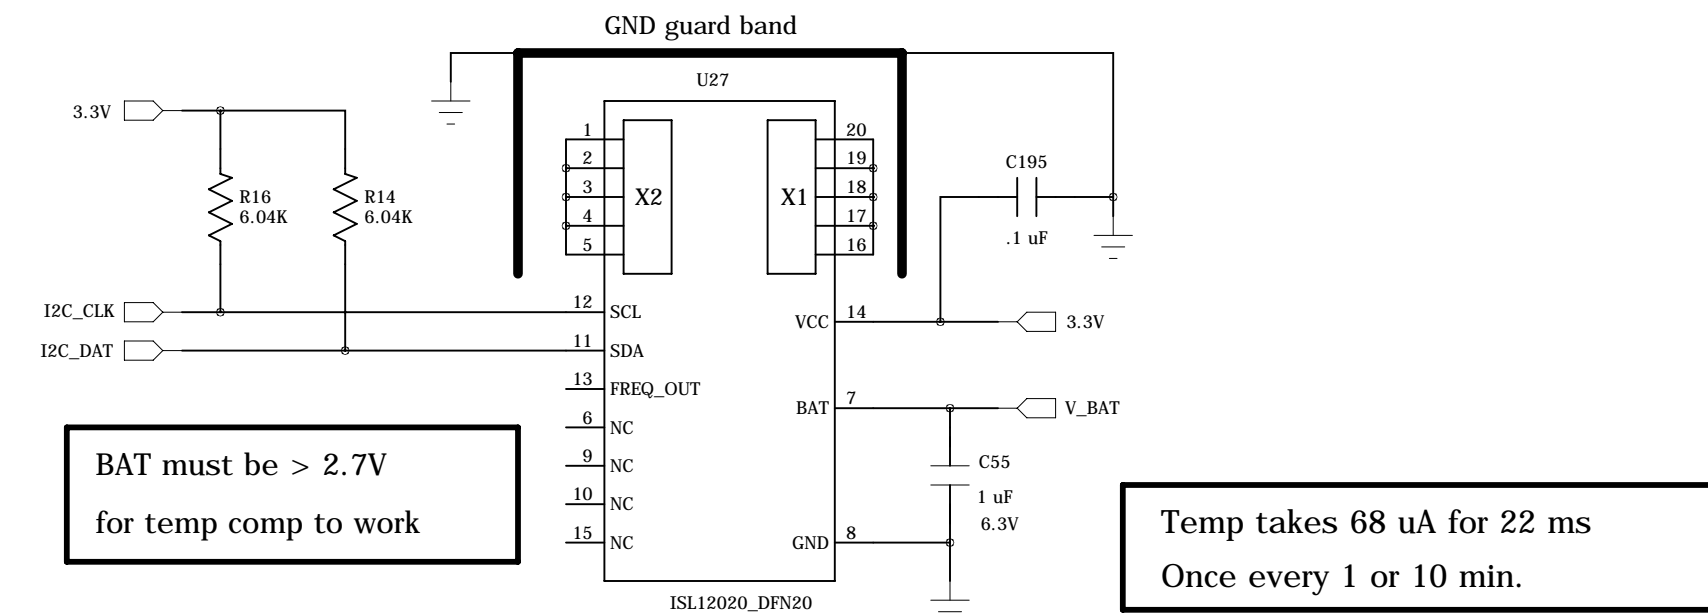 GND guard band
U27
3.3V
1
20
2
19
C195
R16
R14
3
X2
X1
18
6.04K
6.04K
4
17
.1 uF
5
16
I2C_CLK
12
SCL
VCC
14
3.3V
I2C_DAT
11
SDA
13
FREQ_OUT
BAT
7
V_BAT
6
NC
BAT must be > 2.7V
for temp comp to work
9
NC
C55
1 uF
6.3V
10
NC
15
NC
GND
8
Temp takes 68 uA for 22 ms
Once every 1 or 10 min.
ISL12020_DFN20